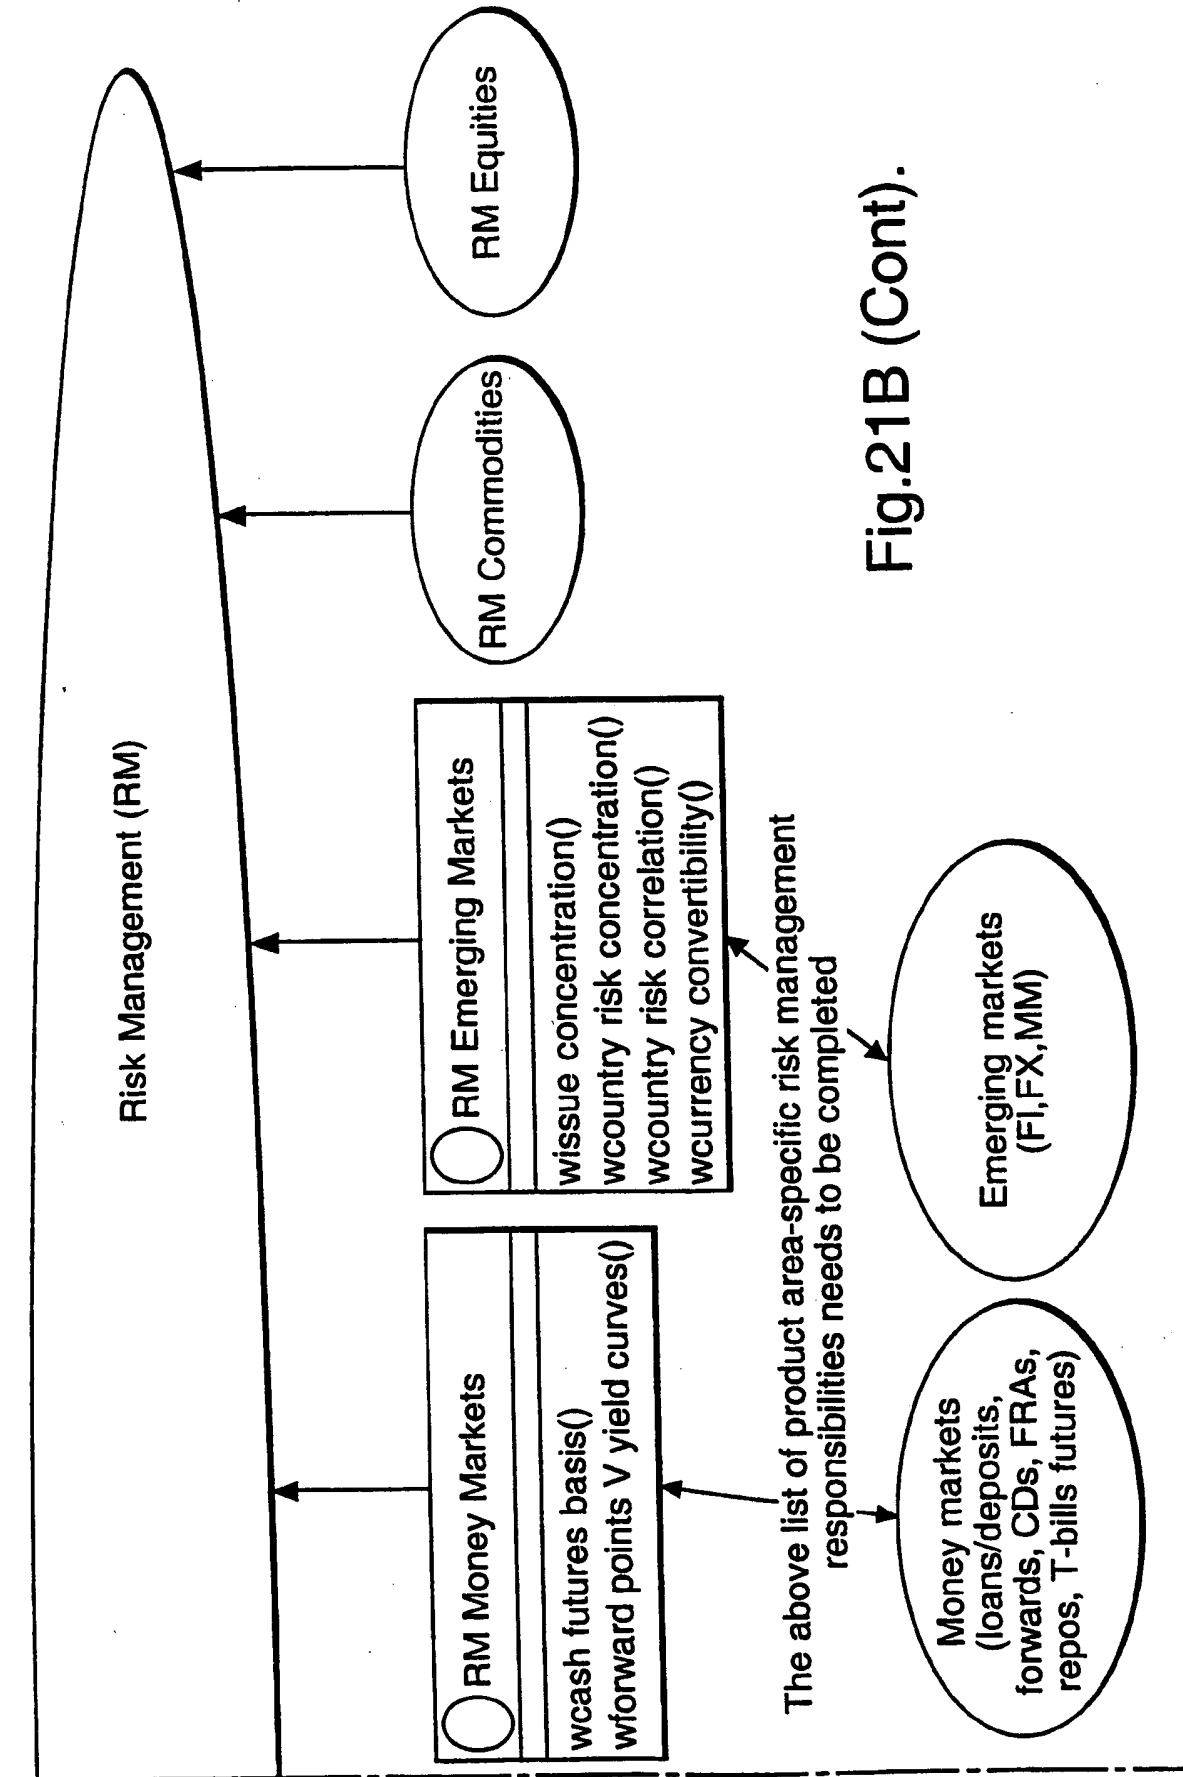 Risk Management (RM)
RM Money Markets
wcash futures basis()
wforward points V yield curves()
RM Emerging Markets
wissue concentration()
wcountry risk concentration()
wcountry risk correlation()
wcurrency convertibility()
RM Commodities
RM Equities
The above list of product area-specific risk management
responsibilities needs to be completed
Money markets
(loans/deposits,
forwards, CDs, FRAs,
repos, T-bills futures)
Emerging markets
(FI,FX,MM)
Fig.21B (Cont).